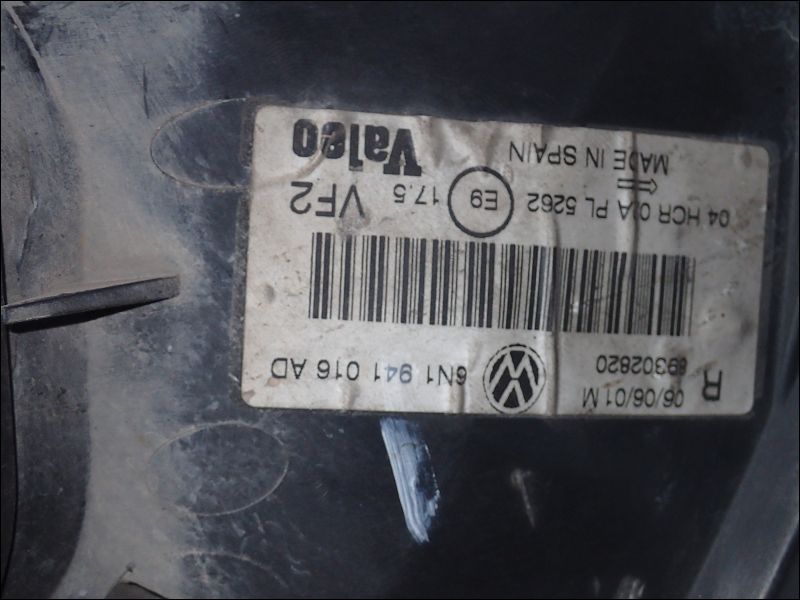 R 06/06/01 M
89302820 6N1 941 016 AD
04 HCR 01A PL 5262 E9 17.5 VF2
MADE IN SPAIN Valeo